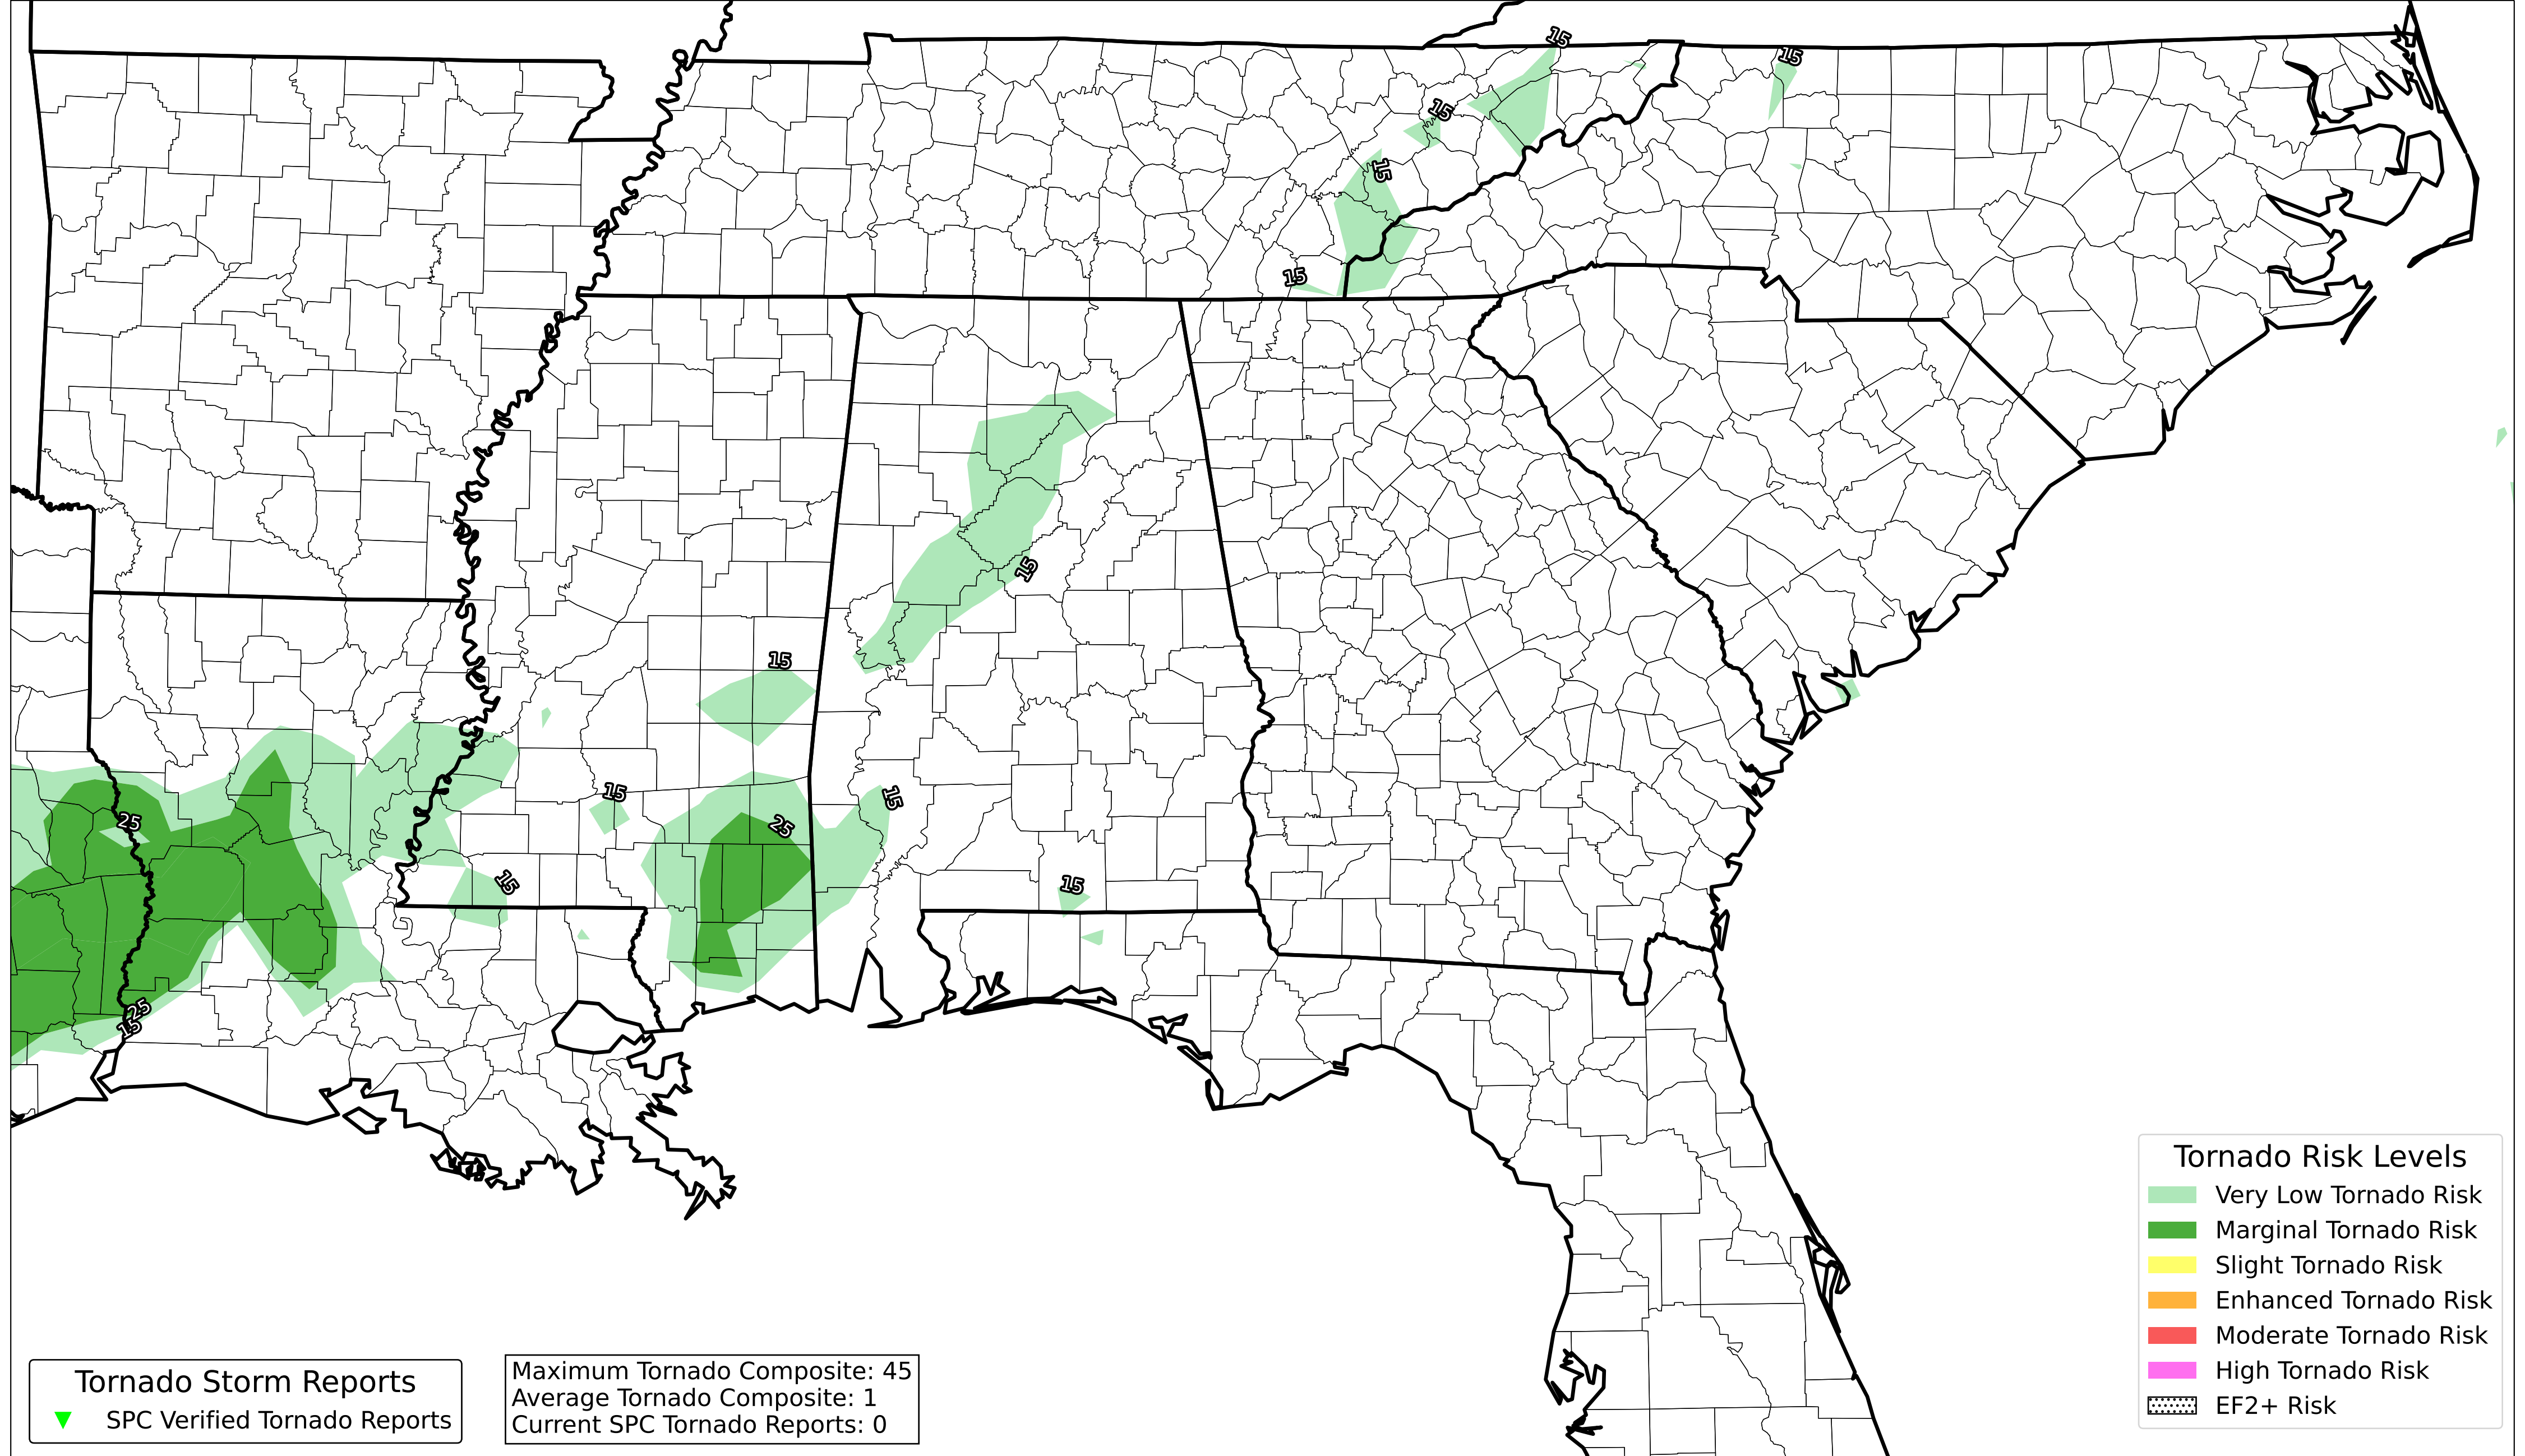 15
15
15
15
15
15
15
15
15
25
25
15
15
25
15
Tornado Risk Levels
Very Low Tornado Risk
Marginal Tornado Risk
Slight Tornado Risk
Enhanced Tornado Risk
Moderate Tornado Risk
High Tornado Risk
EF2+ Risk
Tornado Storm Reports
SPC Verified Tornado Reports
Maximum Tornado Composite: 45
Average Tornado Composite: 1
Current SPC Tornado Reports: 0